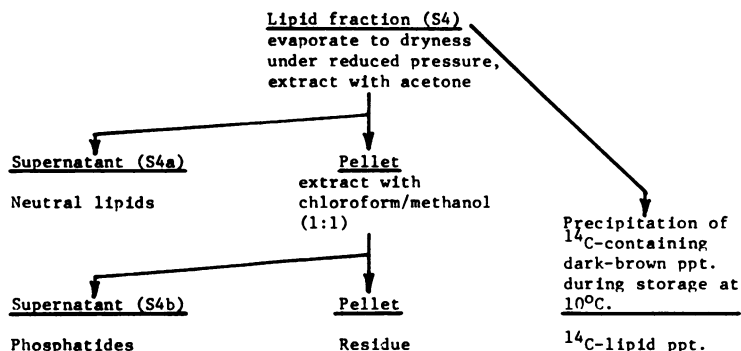 Lipid fraction (S4)
evaporate to dryness
under reduced pressure,
extract with acetone
Supernatant (S4a)
Neutral lipids
Pellet
extract with
chloroform/methanol
(1:1)
Precipitation of
14C-containing
dark-brown ppt.
during storage at
10°C.
14C-lipid ppt.
Supernatant (S4b)
Phosphatides
Pellet
Residue